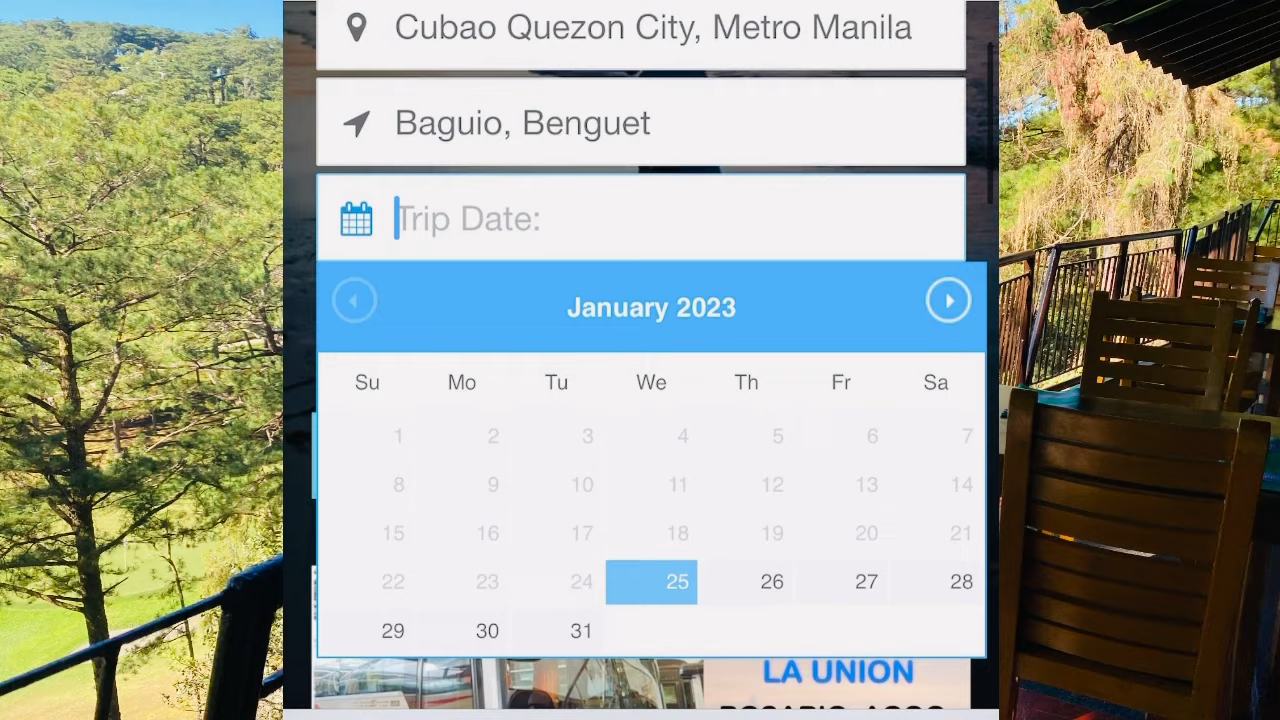 Cubao Quezon City, Metro Manila
Baguio, Benguet
Trip Date:
January 2023
Su Mo Tu We Th Fr Sa
1 2 3 4 5 6 7
8 9 10 11 12 13 14
15 16 17 18 19 20 21
22 23 24 25 26 27 28
29 30 31
LA UNION
ROSARIO, AGOO